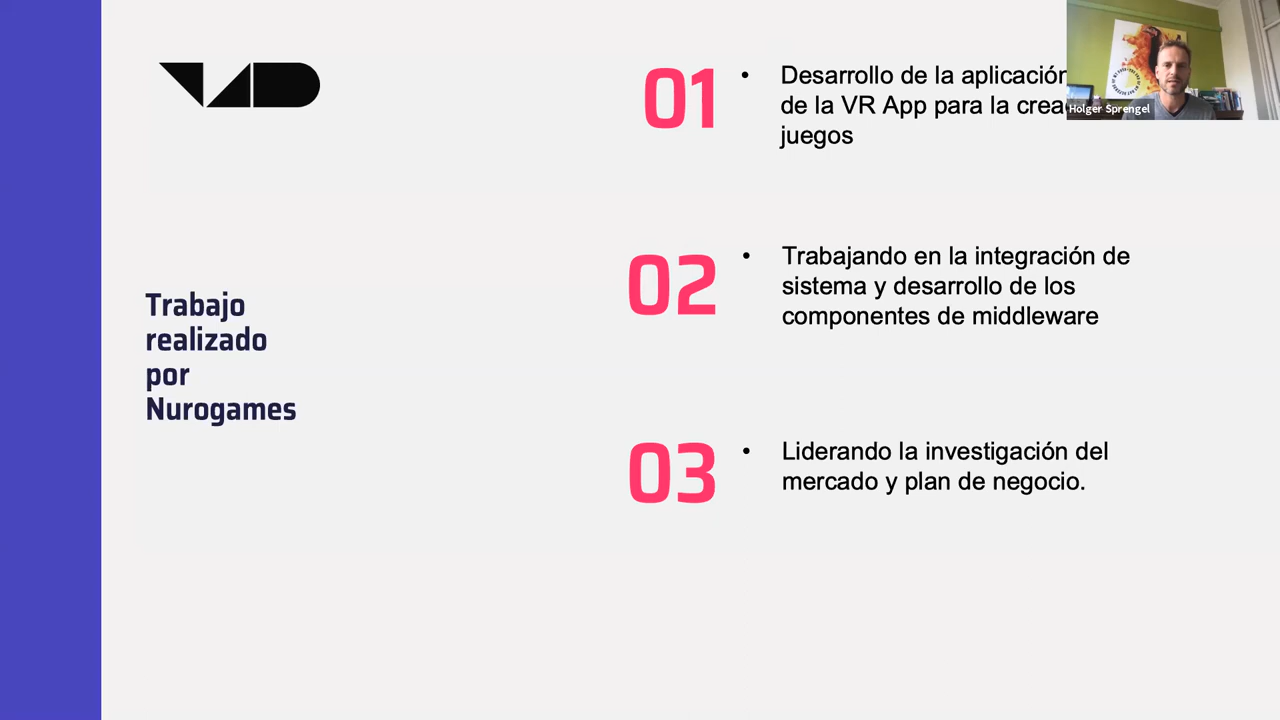 Trabajo
realizado
por
Nurogames
01
• Desarrollo de la aplicación
de la VR App para la
juegos
02
• Trabajando en la integración de
sistema y desarrollo de los
componentes de middleware
03
• Liderando la investigación del
mercado y plan de negocio.
Holger Sprengel